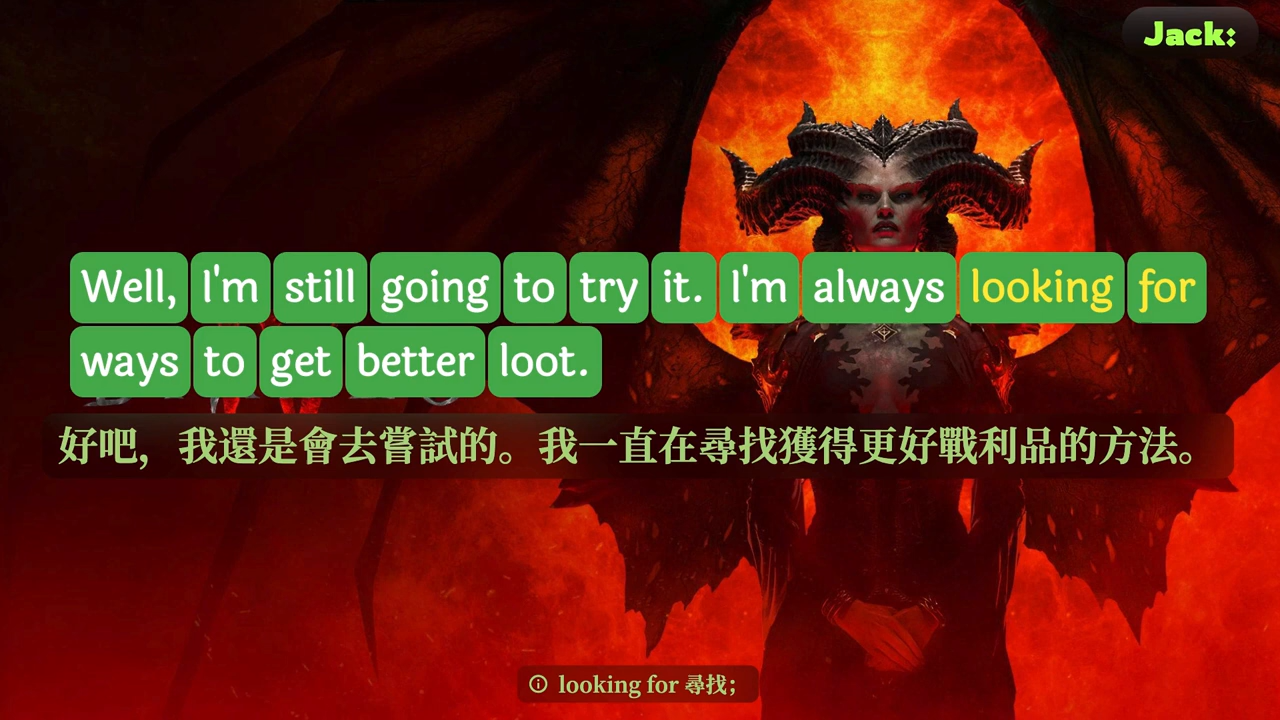 Jack:
Well, I'm still going to try it. I'm always looking for
ways to get better loot.
好吧，我還是會去嘗試的。我一直在尋找獲得更好戰利品的方法。
looking for 尋找；